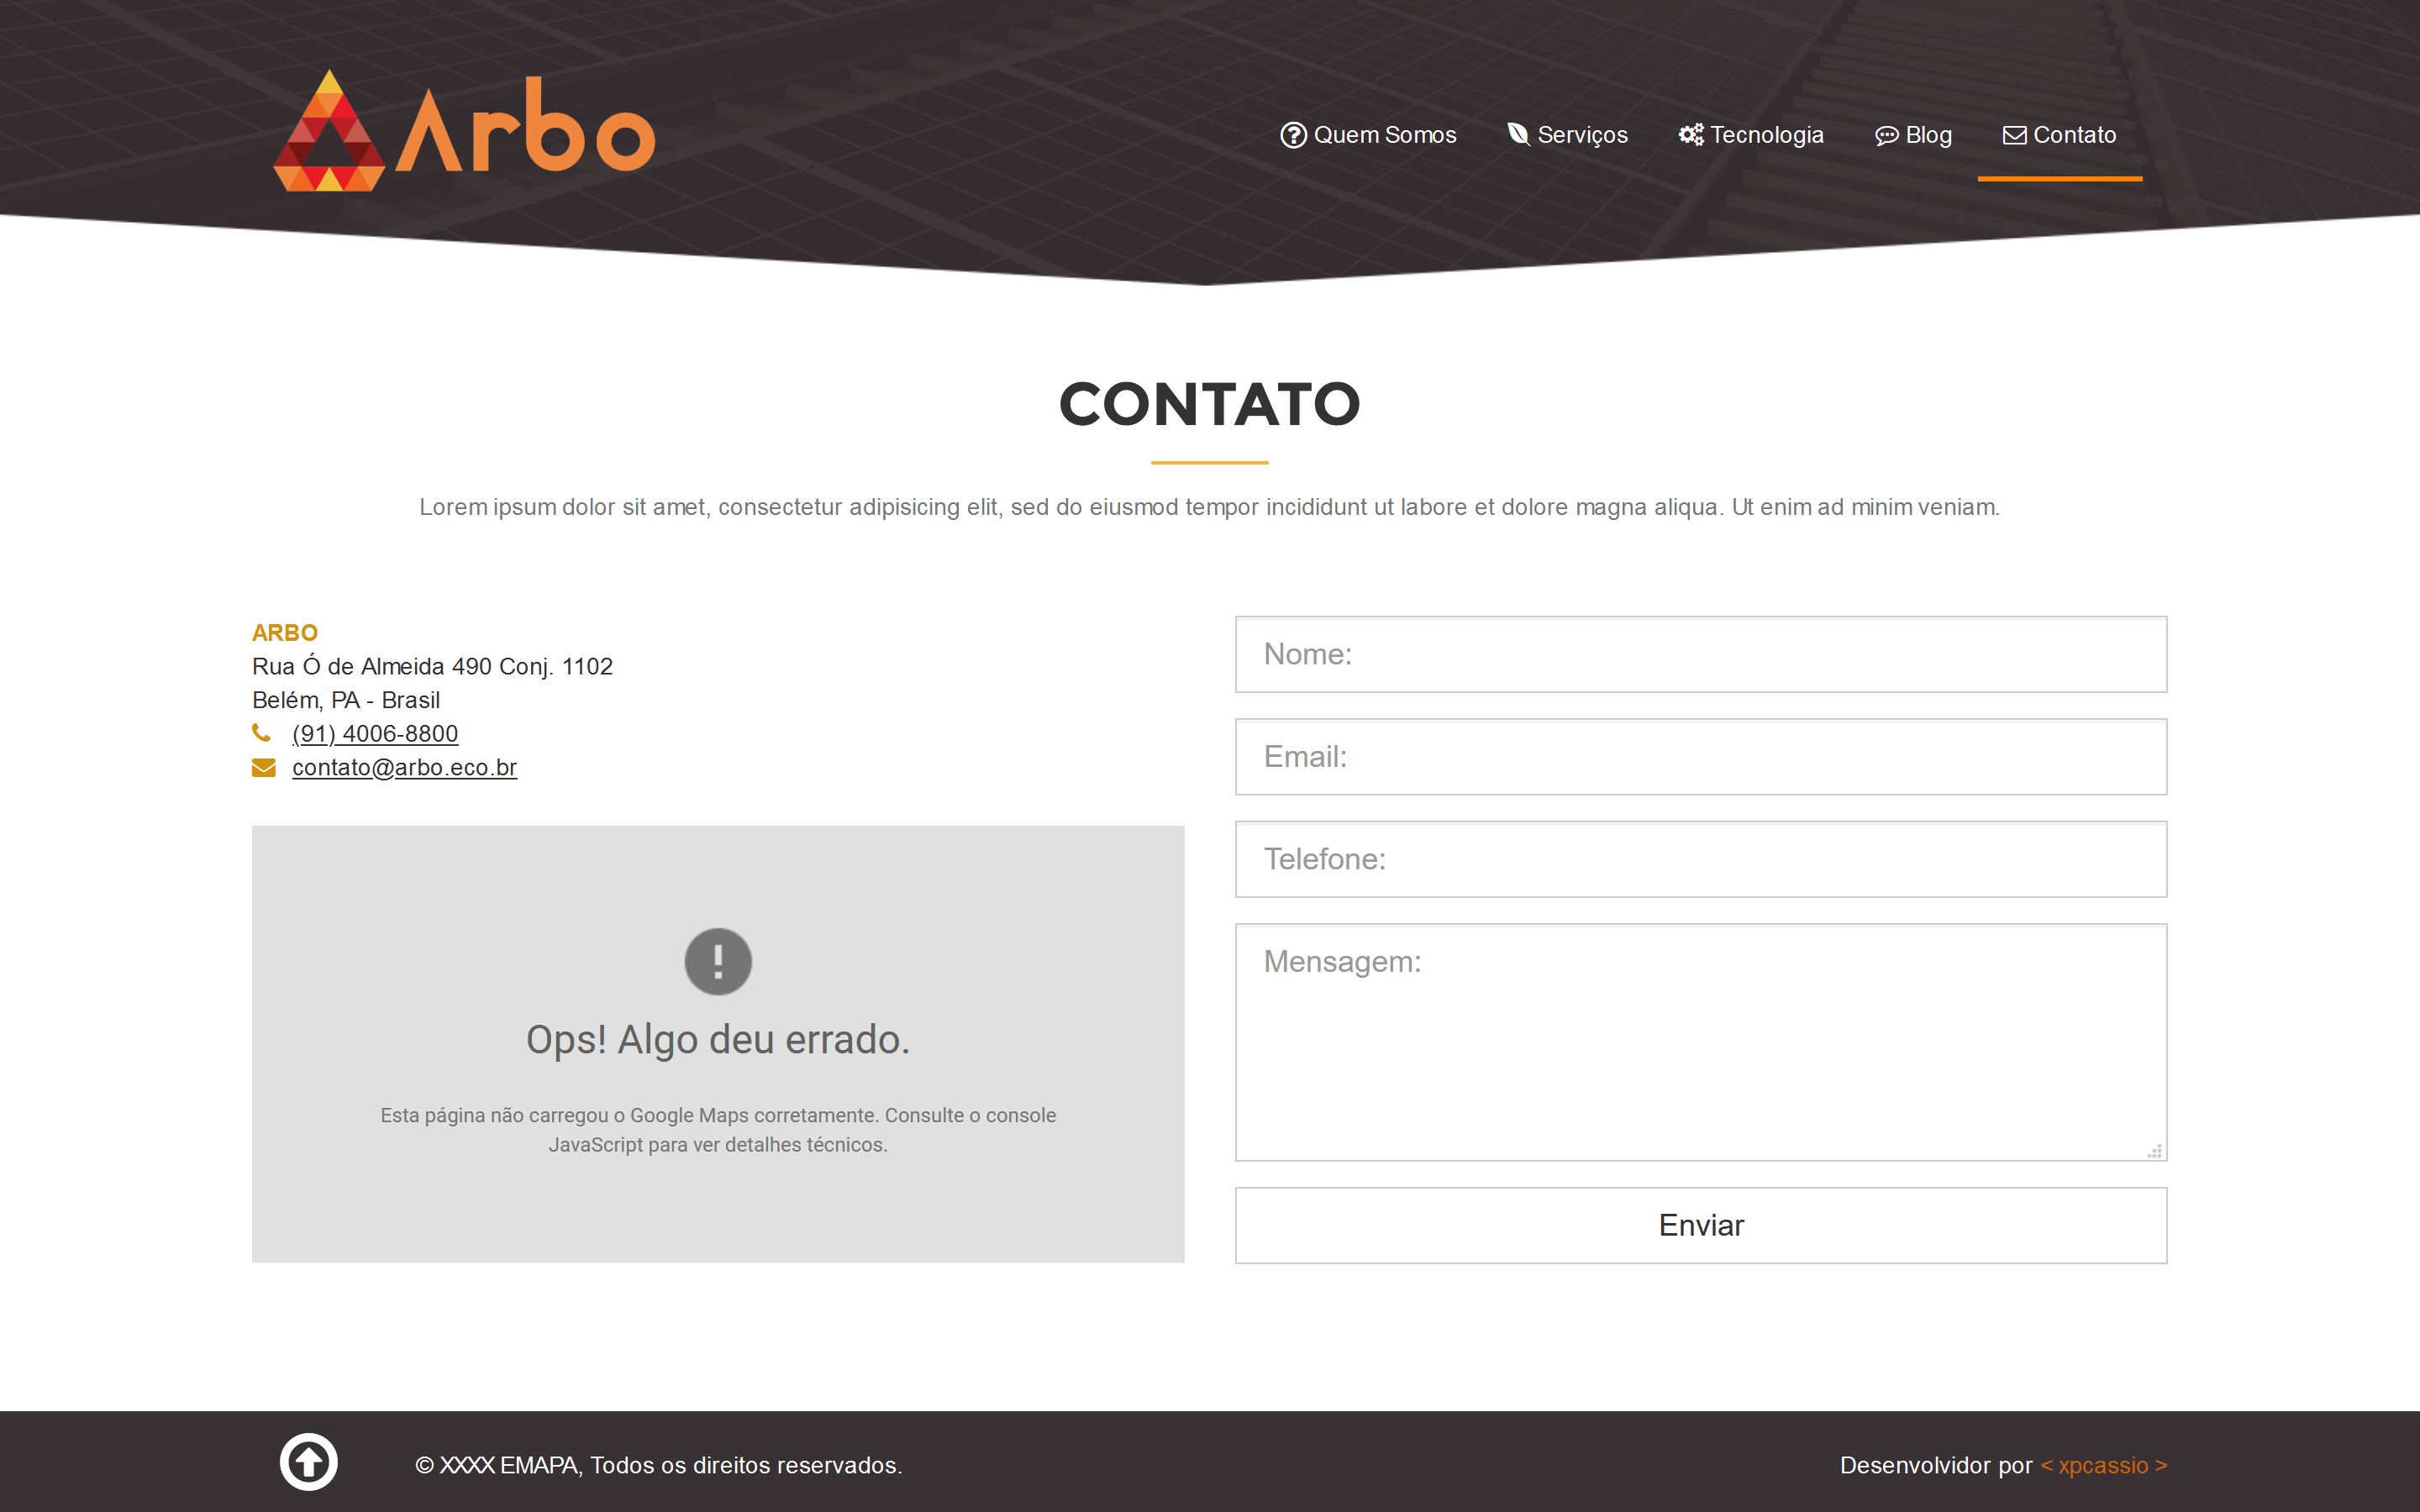 Arbo
Quem Somos
Serviços
Tecnologia
Blog
Contato
CONTATO
Lorem ipsum dolor sit amet, consectetur adipisicing elit, sed do eiusmod tempor incididunt ut labore et dolore magna aliqua. Ut enim ad minim veniam.
ARBO
Rua Ó de Almeida 490 Conj. 1102
Belém, PA - Brasil
(91) 4006-8800
contato@arbo.eco.br
Ops! Algo deu errado.
Esta página não carregou o Google Maps corretamente. Consulte o console
JavaScript para ver detalhes técnicos.
Nome:
Email:
Telefone:
Mensagem:
Enviar
© XXXX EMAPA, Todos os direitos reservados.
Desenvolvidor por < xpcassio >